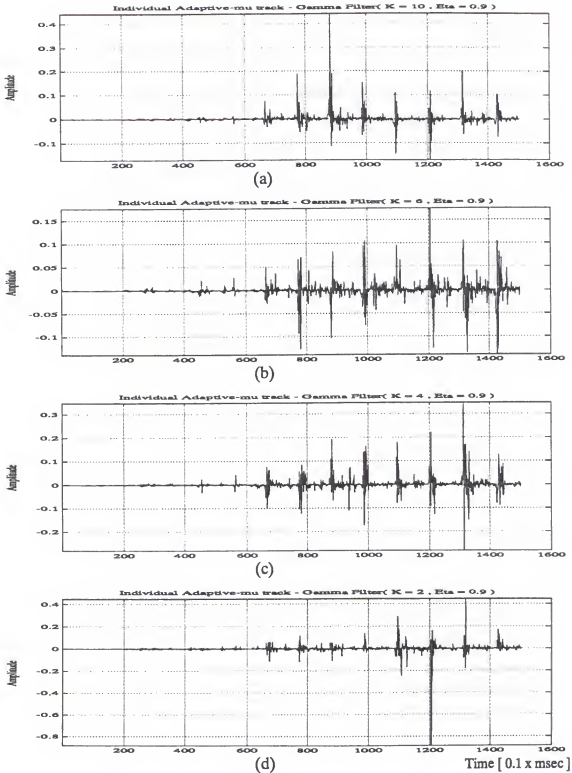 Individual Adaptive-mu track - Gamma Filter( K = 10 , Eta = 0.9 )
0.4
0.3
0.2
0.1
0
-0.1
Amplitude
200 400 600 800 1000 1200 1400 1600
(a)
Individual Adaptive-mu track - Gamma Filter( K = 6 , Eta = 0.9 )
0.15
0.1
0.05
0
-0.05
-0.1
Amplitude
200 400 600 800 1000 1200 1400 1600
(b)
Individual Adaptive-mu track - Gamma Filter( K = 4 , Eta = 0.9 )
0.3
0.2
0.1
0
-0.1
-0.2
Amplitude
200 400 600 800 1000 1200 1400 1600
(c)
Individual Adaptive-mu track - Gamma Filter( K = 2 , Eta = 0.9 )
0.4
0.2
0
-0.2
-0.4
-0.6
-0.8
Amplitude
200 400 600 800 1000 1200 1400 1600
(d)
Time [ 0.1 x msec ]